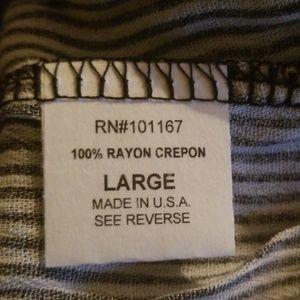 RN#101167
100% RAYON CREPON
LARGE
MADE IN U.S.A.
SEE REVERSE